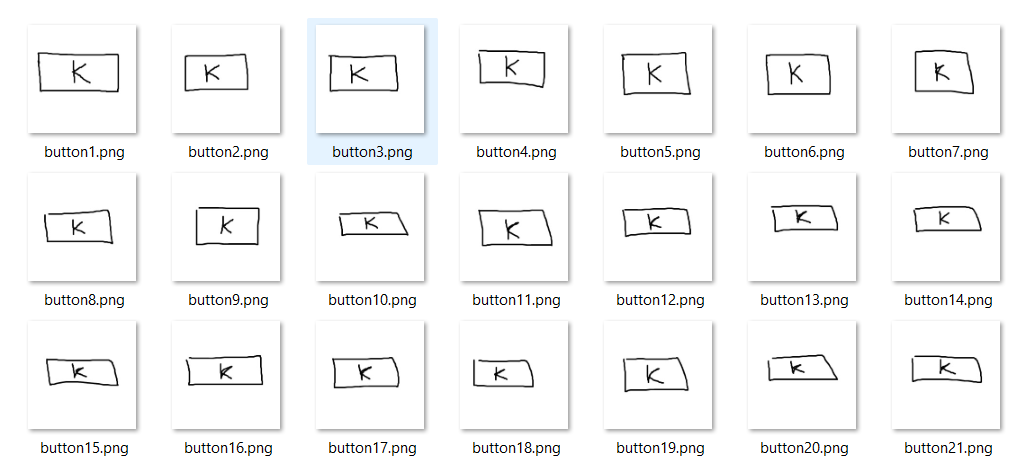 K K K K K K K
button1.png button2.png button3.png button4.png button5.png button6.png button7.png
K K K K K K K
button8.png button9.png button10.png button11.png button12.png button13.png button14.png
K K K K K K K
button15.png button16.png button17.png button18.png button19.png button20.png button21.png